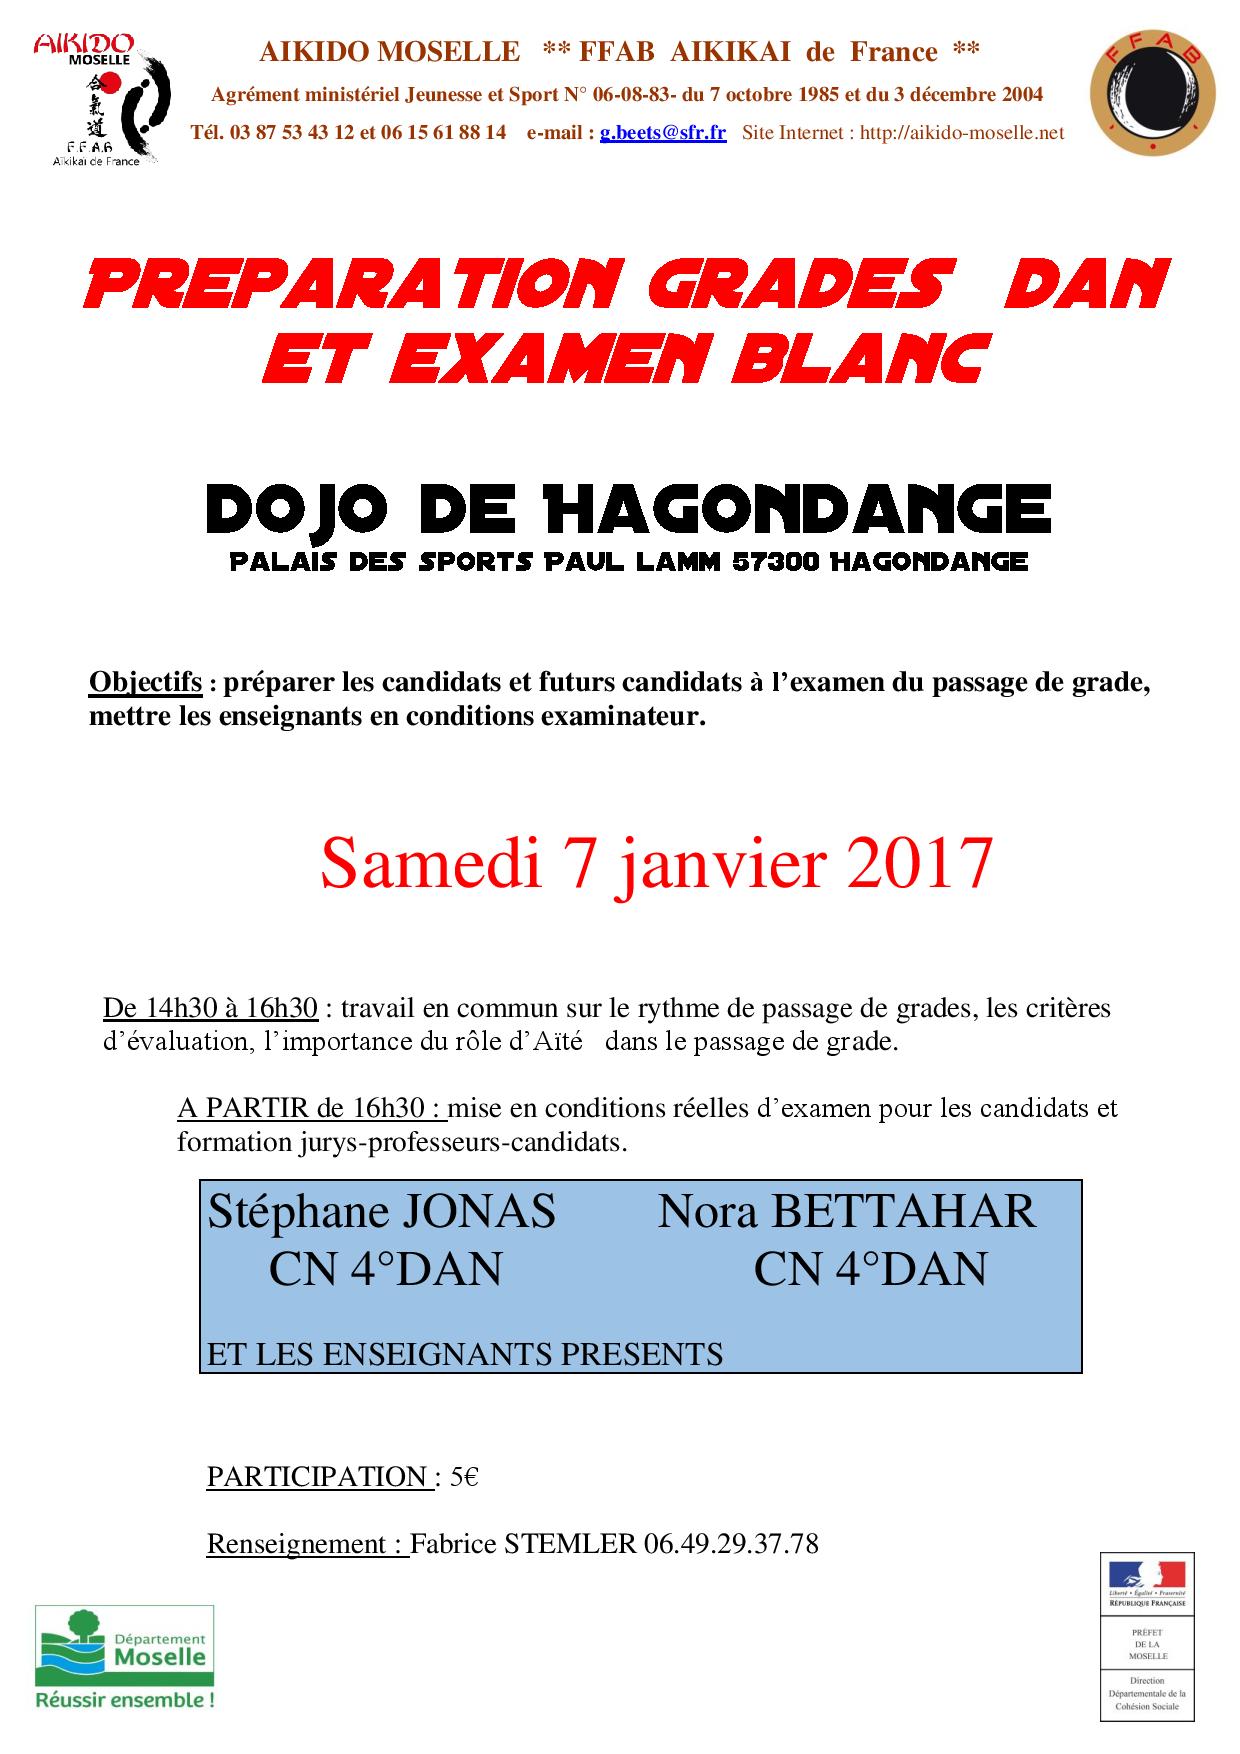 AIKIDO
MOSELLE
合
氣
道
F.F.A.B
Aïkikaï de France
AIKIDO MOSELLE ** FFAB AIKIKAI de France **
Agrément ministériel Jeunesse et Sport N° 06-08-83- du 7 octobre 1985 et du 3 décembre 2004
Tél. 03 87 53 43 12 et 06 15 61 88 14 e-mail : g.beets@sfr.fr Site Internet : http://aikido-moselle.net
FFAB
PREPARATION GRADES DAN
ET EXAMEN BLANC
DOJO DE HAGONDANGE
PALAIS DES SPORTS PAUL LAMM 57300 HAGONDANGE
Objectifs : préparer les candidats et futurs candidats à l’examen du passage de grade,
mettre les enseignants en conditions examinateur.
Samedi 7 janvier 2017
De 14h30 à 16h30 : travail en commun sur le rythme de passage de grades, les critères
d’évaluation, l’importance du rôle d’Aïté dans le passage de grade.
A PARTIR de 16h30 : mise en conditions réelles d’examen pour les candidats et
formation jurys-professeurs-candidats.
Stéphane JONAS Nora BETTAHAR
CN 4°DAN CN 4°DAN
ET LES ENSEIGNANTS PRESENTS
PARTICIPATION : 5€
Renseignement : Fabrice STEMLER 06.49.29.37.78
Département
Moselle
Réussir ensemble !
Liberté • Égalité • Fraternité
RÉPUBLIQUE FRANÇAISE
PRÉFET
DE LA
MOSELLE
Direction
Départementale de la
Cohésion Sociale